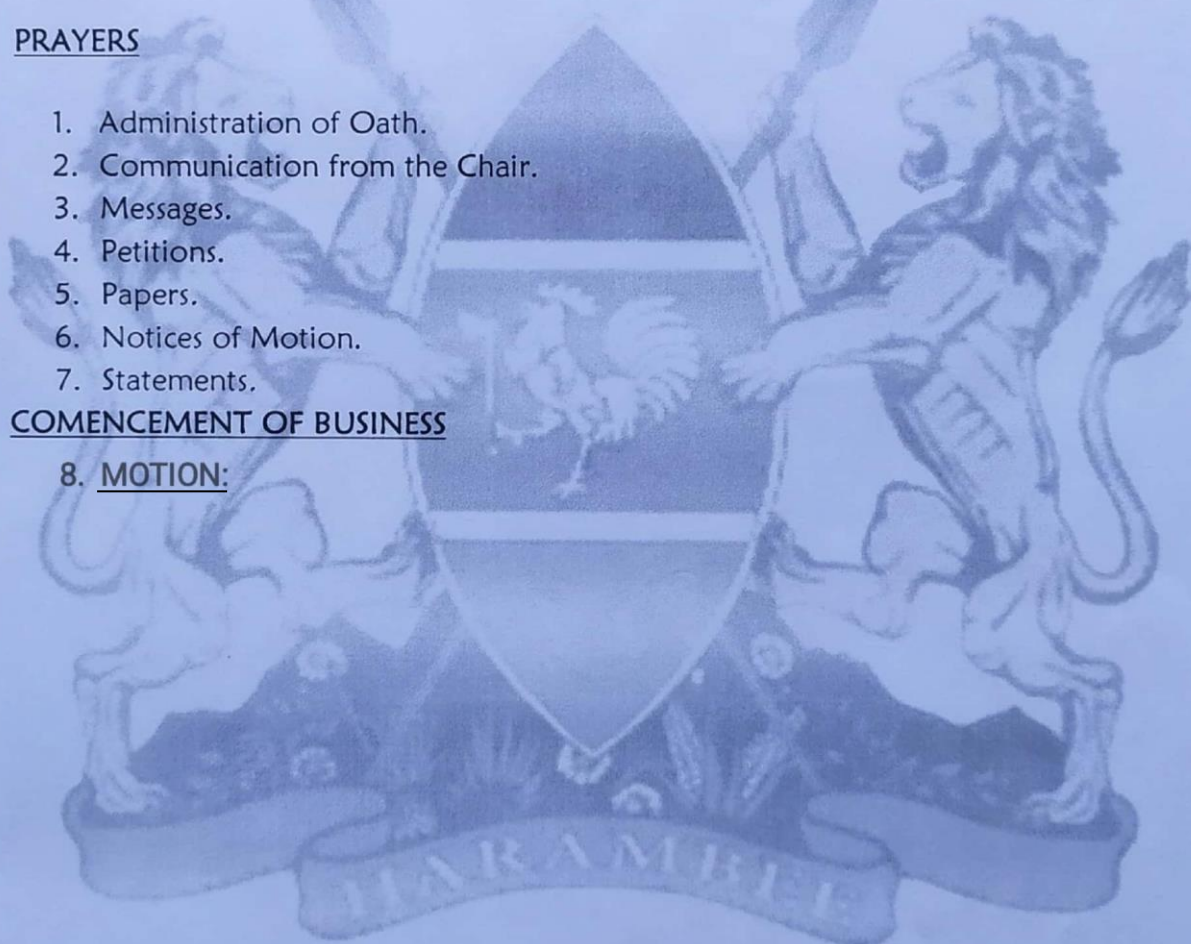 PRAYERS
1. Administration of Oath.
2. Communication from the Chair.
3. Messages.
4. Petitions.
5. Papers.
6. Notices of Motion.
7. Statements.
COMENCEMENT OF BUSINESS
8. MOTION:
HARAMBEE